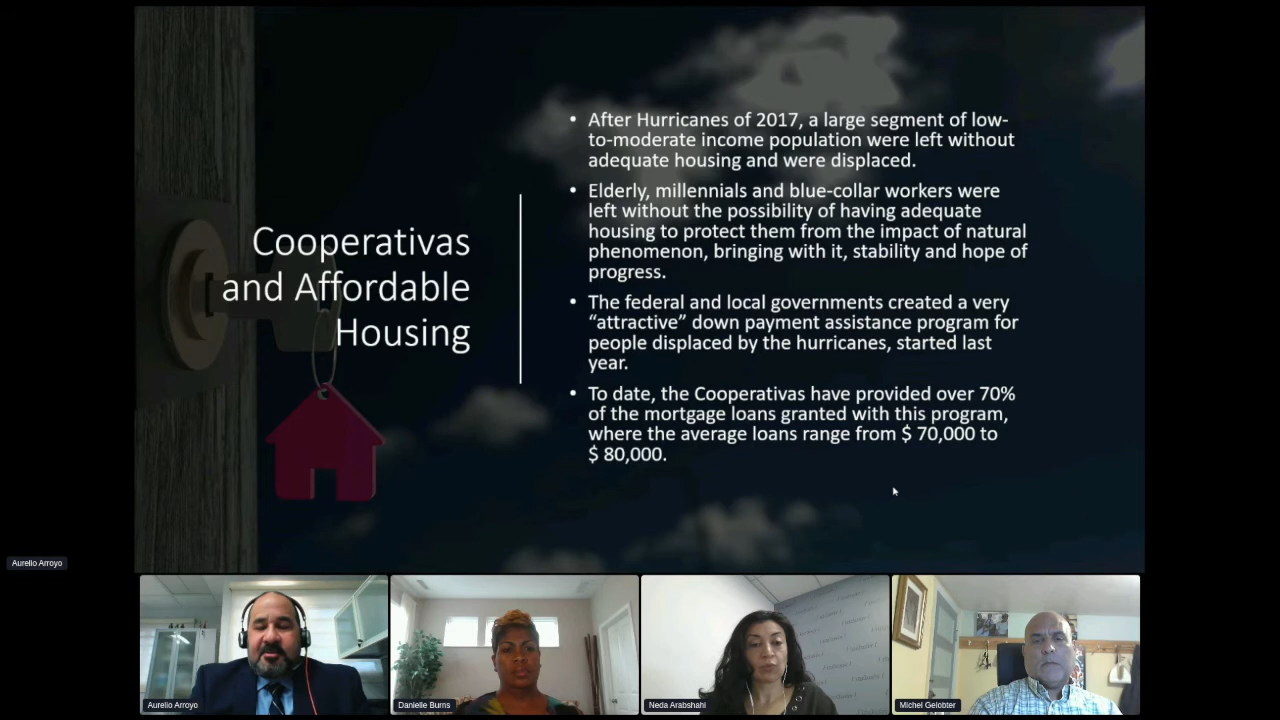 Cooperativas
and Affordable
Housing
• After Hurricanes of 2017, a large segment of low-
to-moderate income population were left without
adequate housing and were displaced.
• Elderly, millennials and blue-collar workers were
left without the possibility of having adequate
housing to protect them from the impact of natural
phenomenon, bringing with it, stability and hope of
progress.
• The federal and local governments created a very
“attractive” down payment assistance program for
people displaced by the hurricanes, started last
year.
• To date, the Cooperativas have provided over 70%
of the mortgage loans granted with this program,
where the average loans range from $ 70,000 to
$ 80,000.
Aurelio Arroyo
Aurelio Arroyo
Danielle Burns
Neda Arabshahi
Michel Gelobter